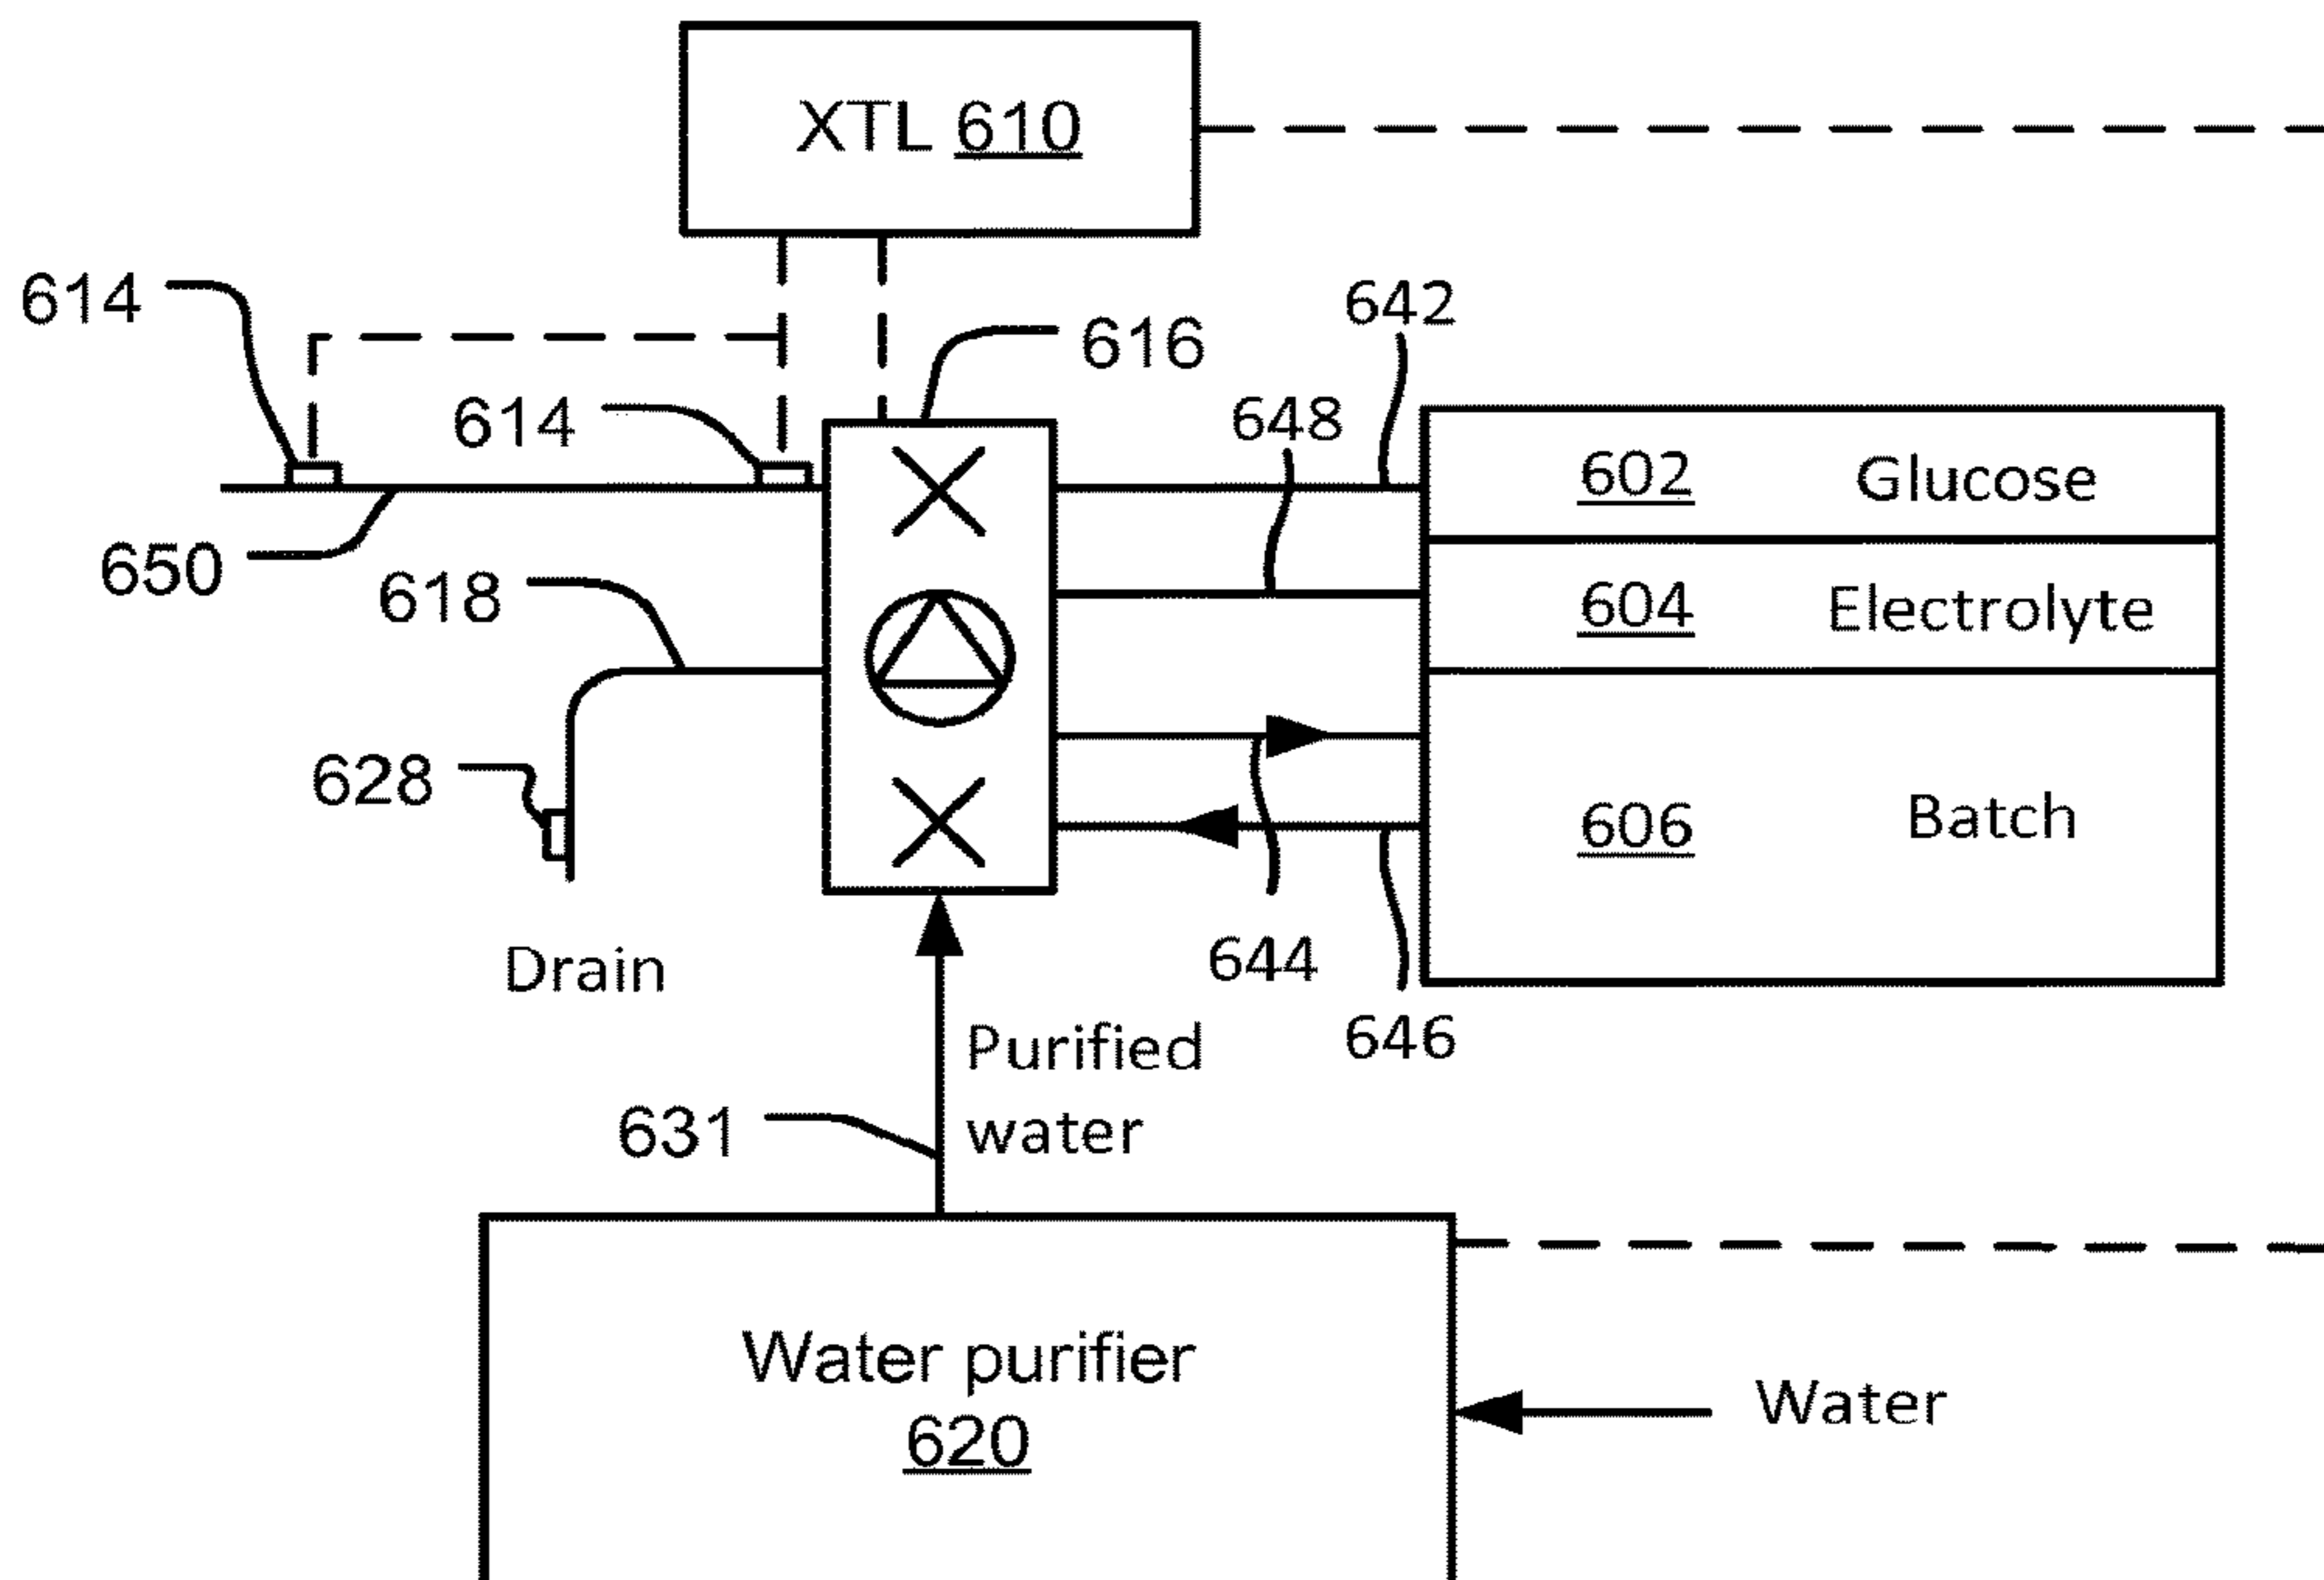 XTL 610
614
642
616
614
648
602 Glucose
650
618
604 Electrolyte
628
606 Batch
Drain
644
646
Purified
water
631
Water purifier
620
Water